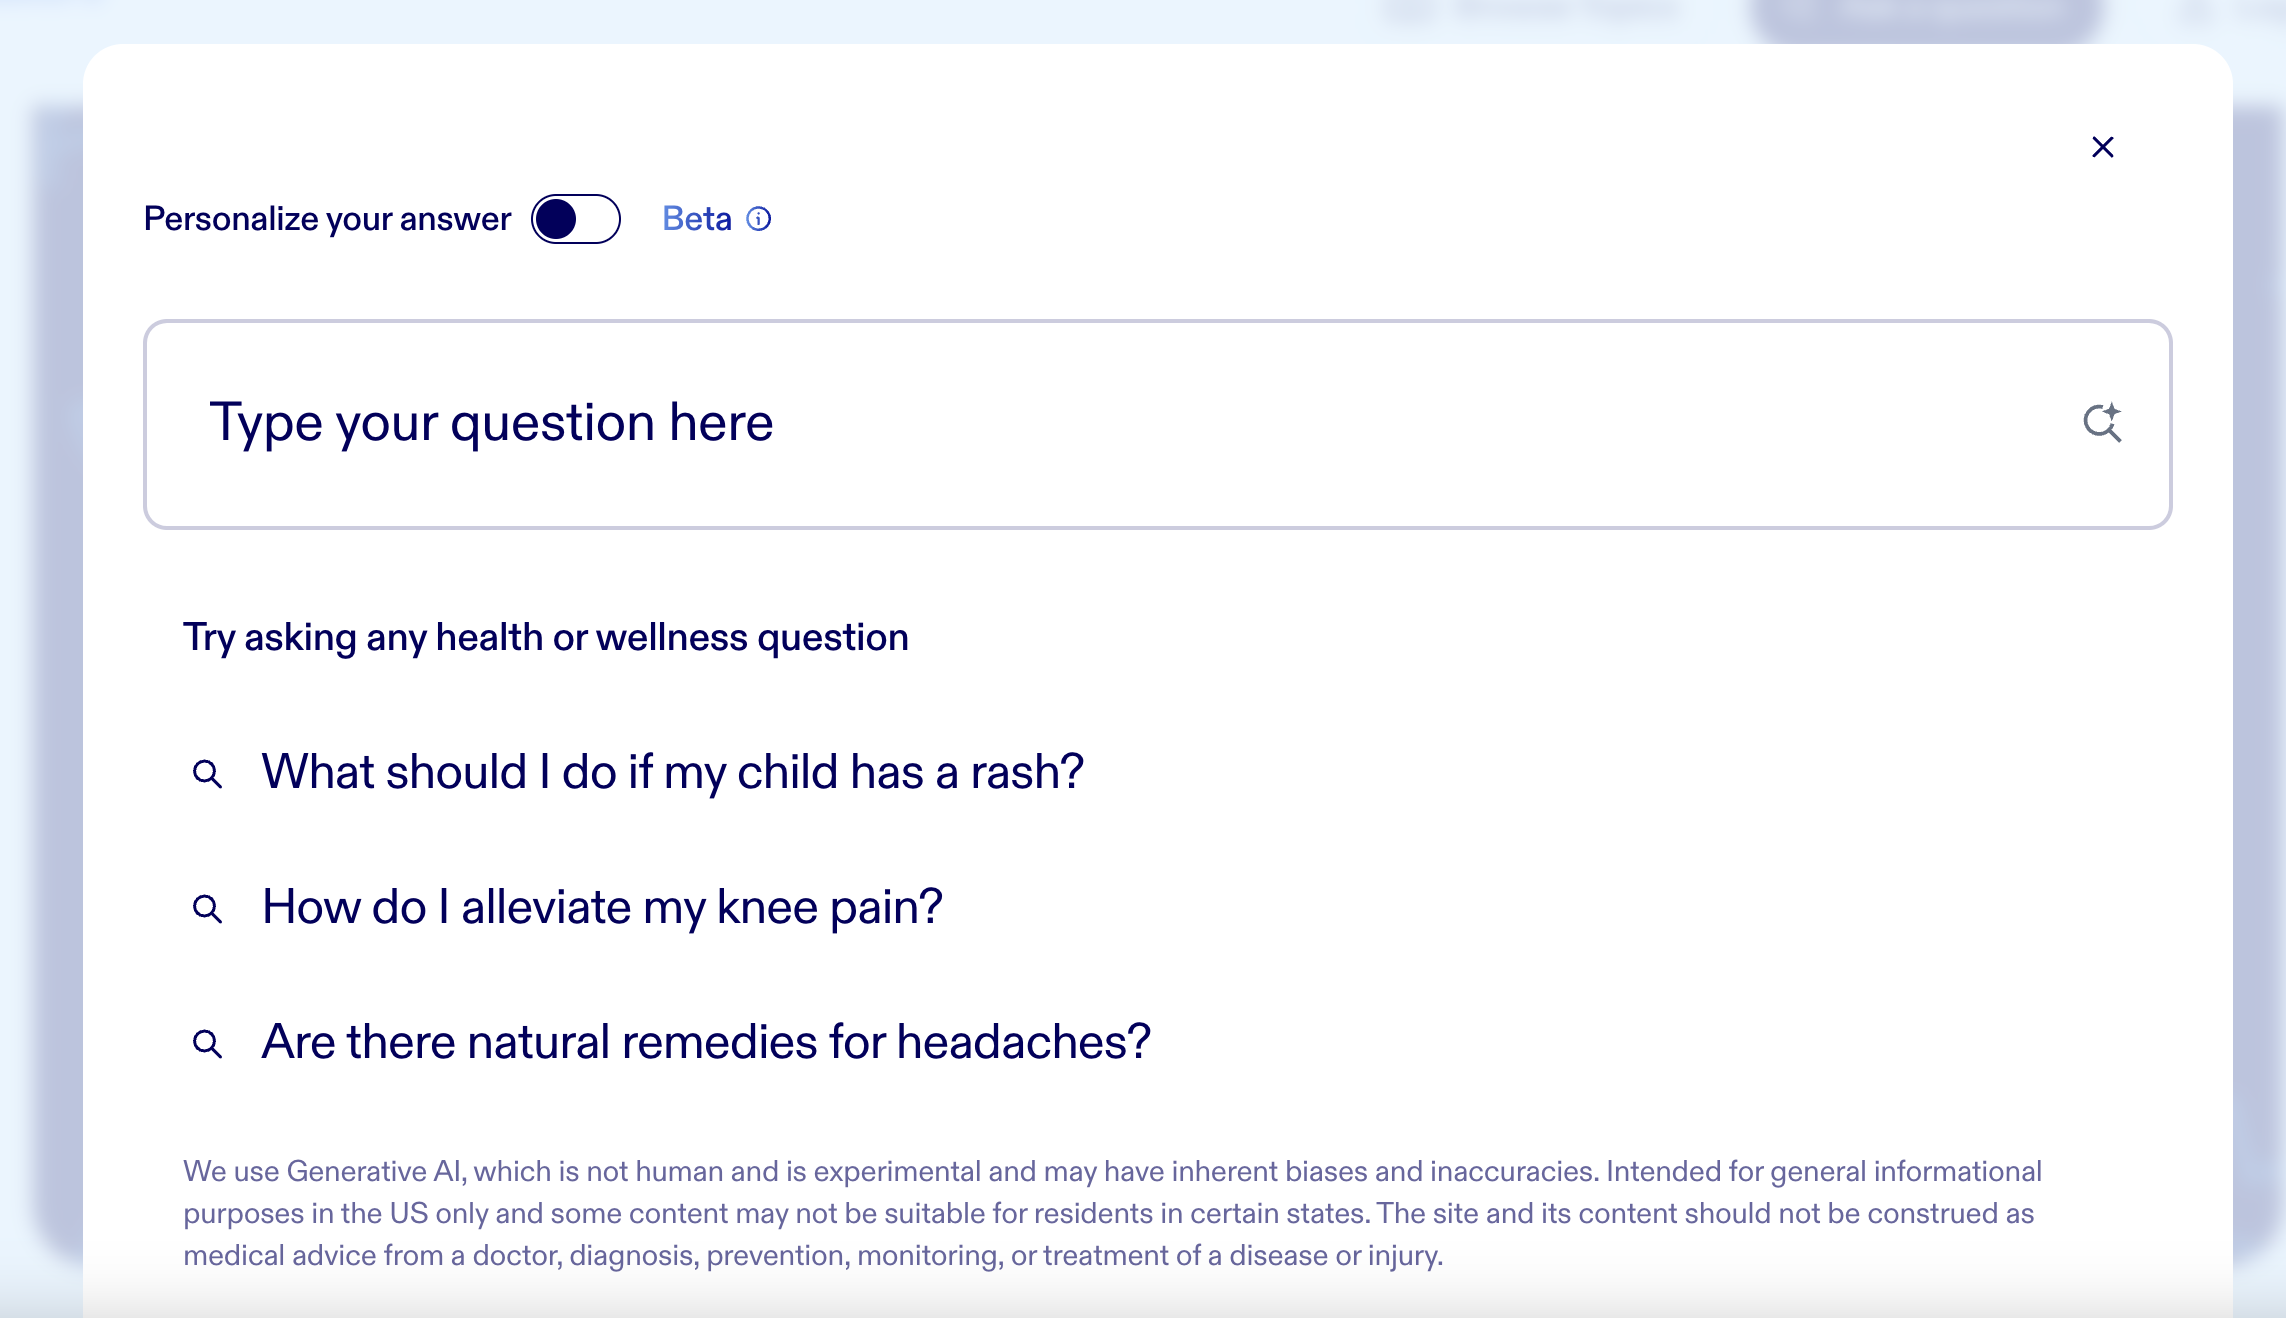 Personalize your answer
Beta
Type your question here
Try asking any health or wellness question
What should I do if my child has a rash?
How do I alleviate my knee pain?
Are there natural remedies for headaches?
We use Generative AI, which is not human and is experimental and may have inherent biases and inaccuracies. Intended for general informational
purposes in the US only and some content may not be suitable for residents in certain states. The site and its content should not be construed as
medical advice from a doctor, diagnosis, prevention, monitoring, or treatment of a disease or injury.